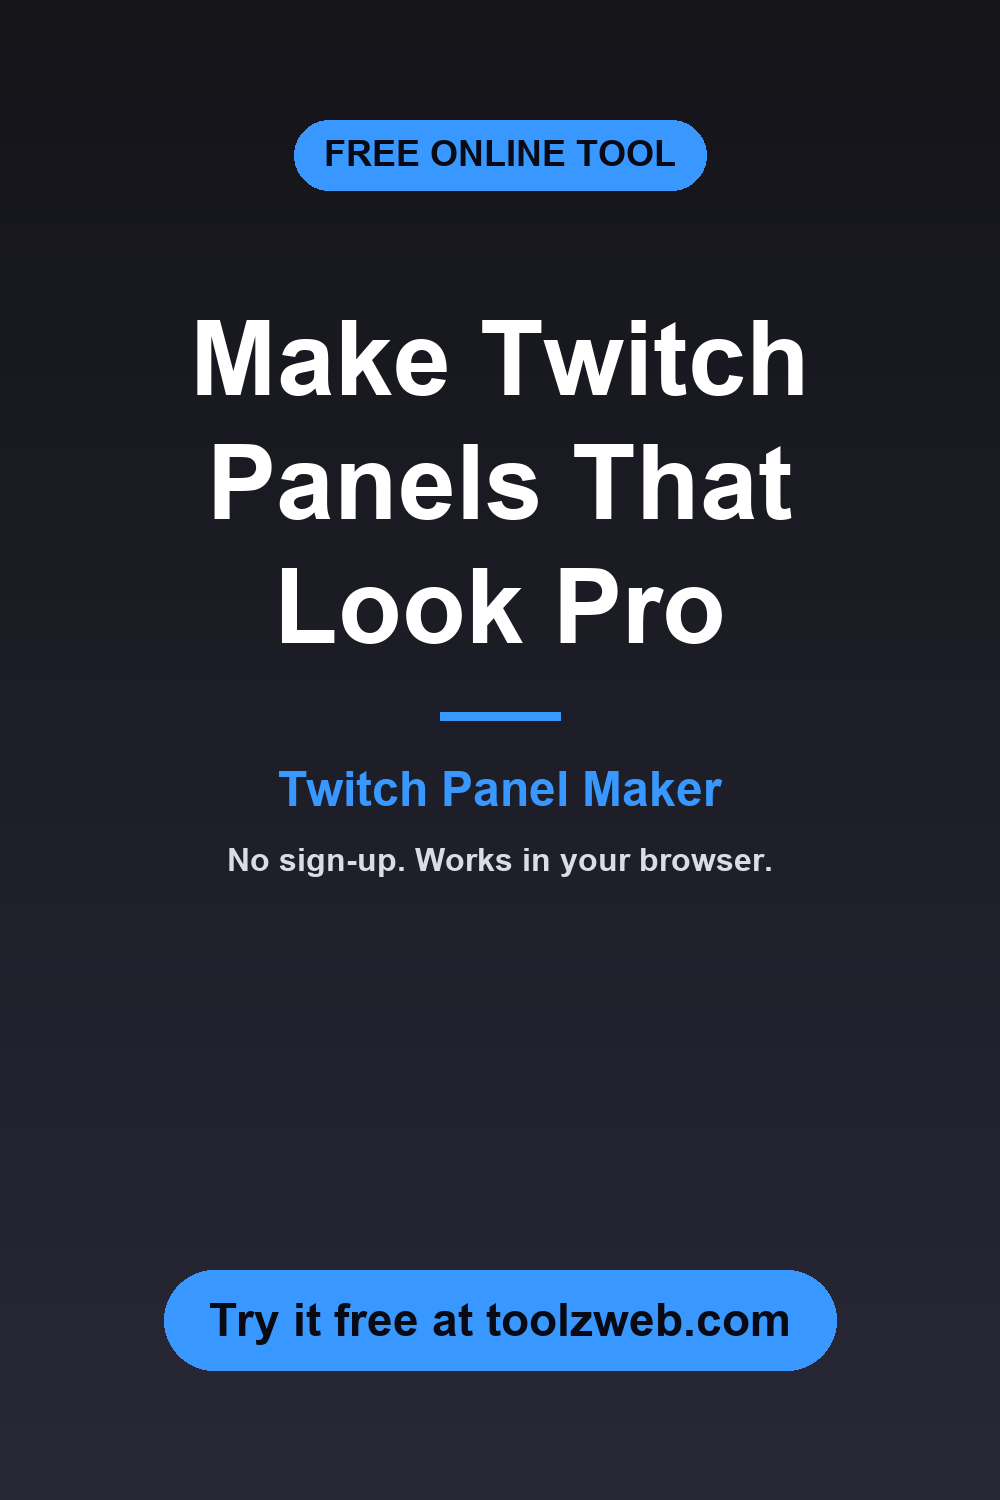 FREE ONLINE TOOL
Make Twitch
Panels That
Look Pro
Twitch Panel Maker
No sign-up. Works in your browser.
Try it free at toolzweb.com